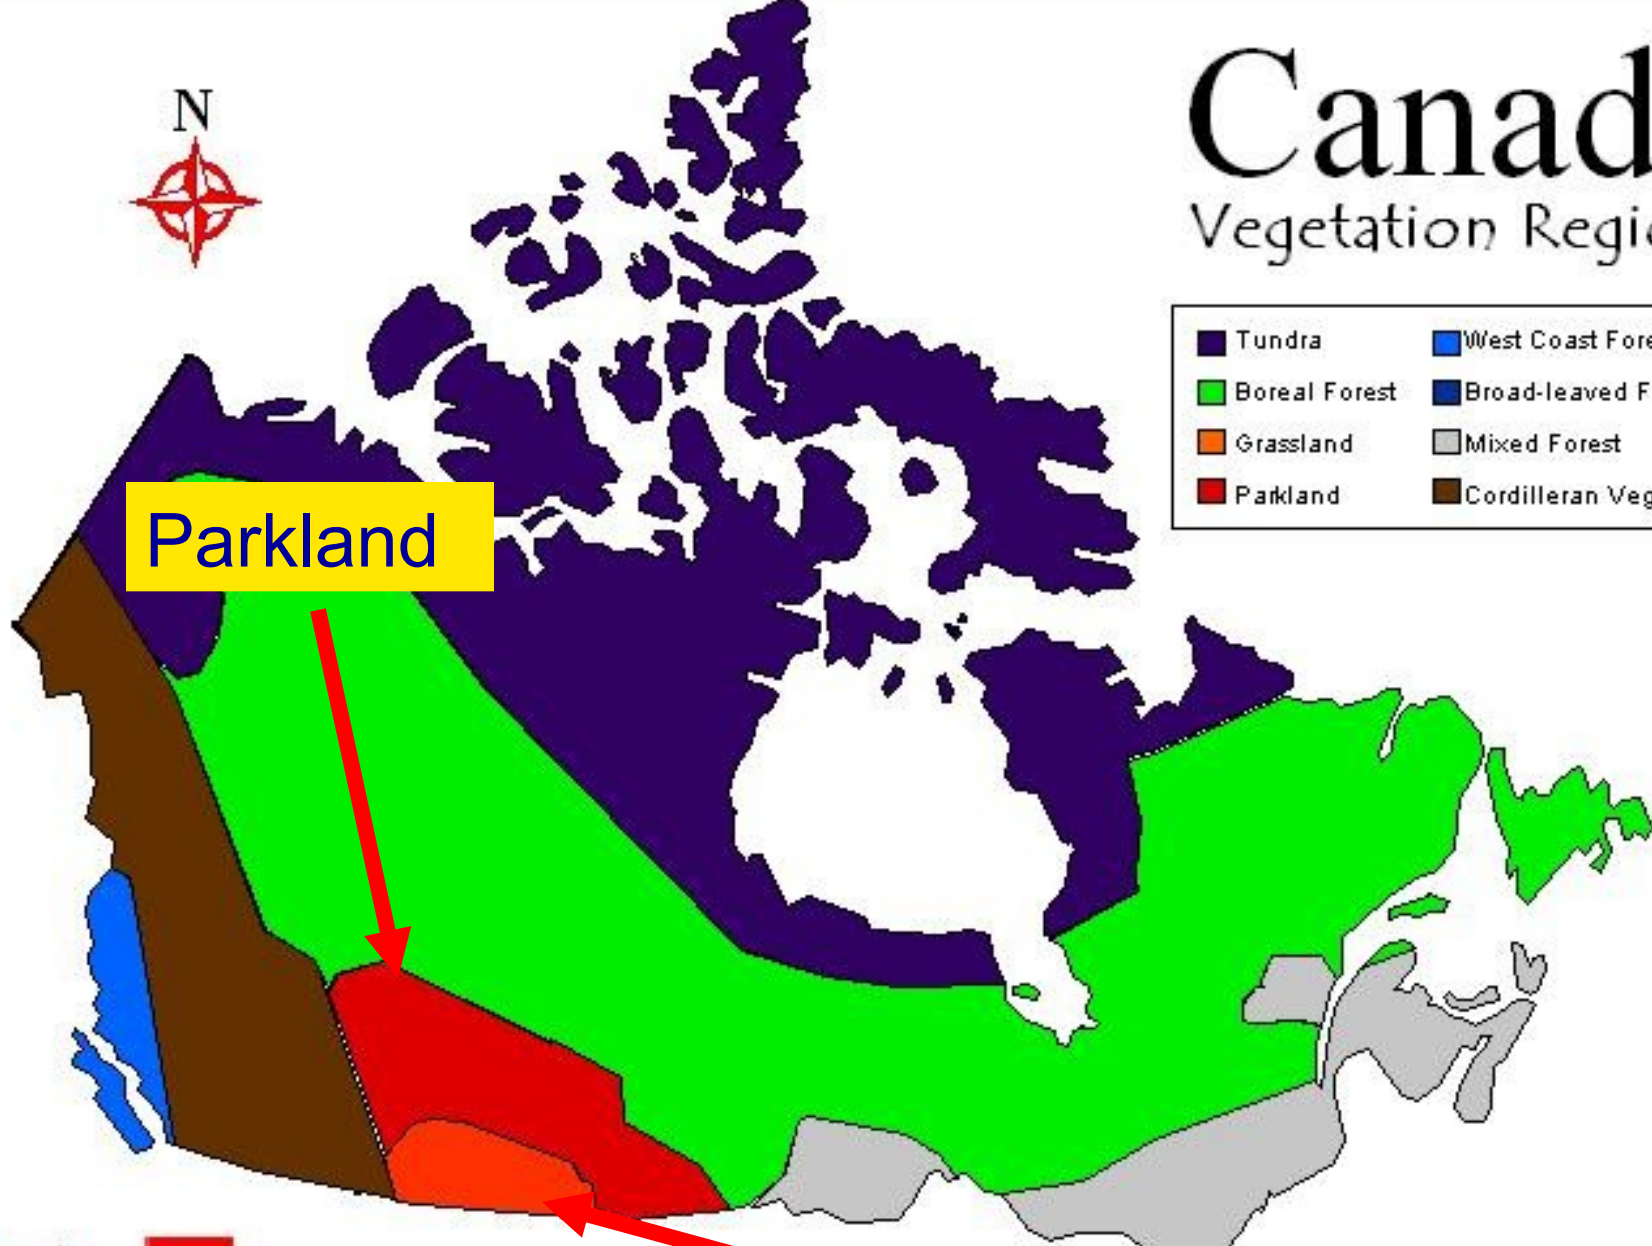 N
Canad
Vegetation Regi
Tundra
West Coast Fore
Boreal Forest
Broad-leaved F
Grassland
Mixed Forest
Parkland
Cordilleran Veg
Parkland